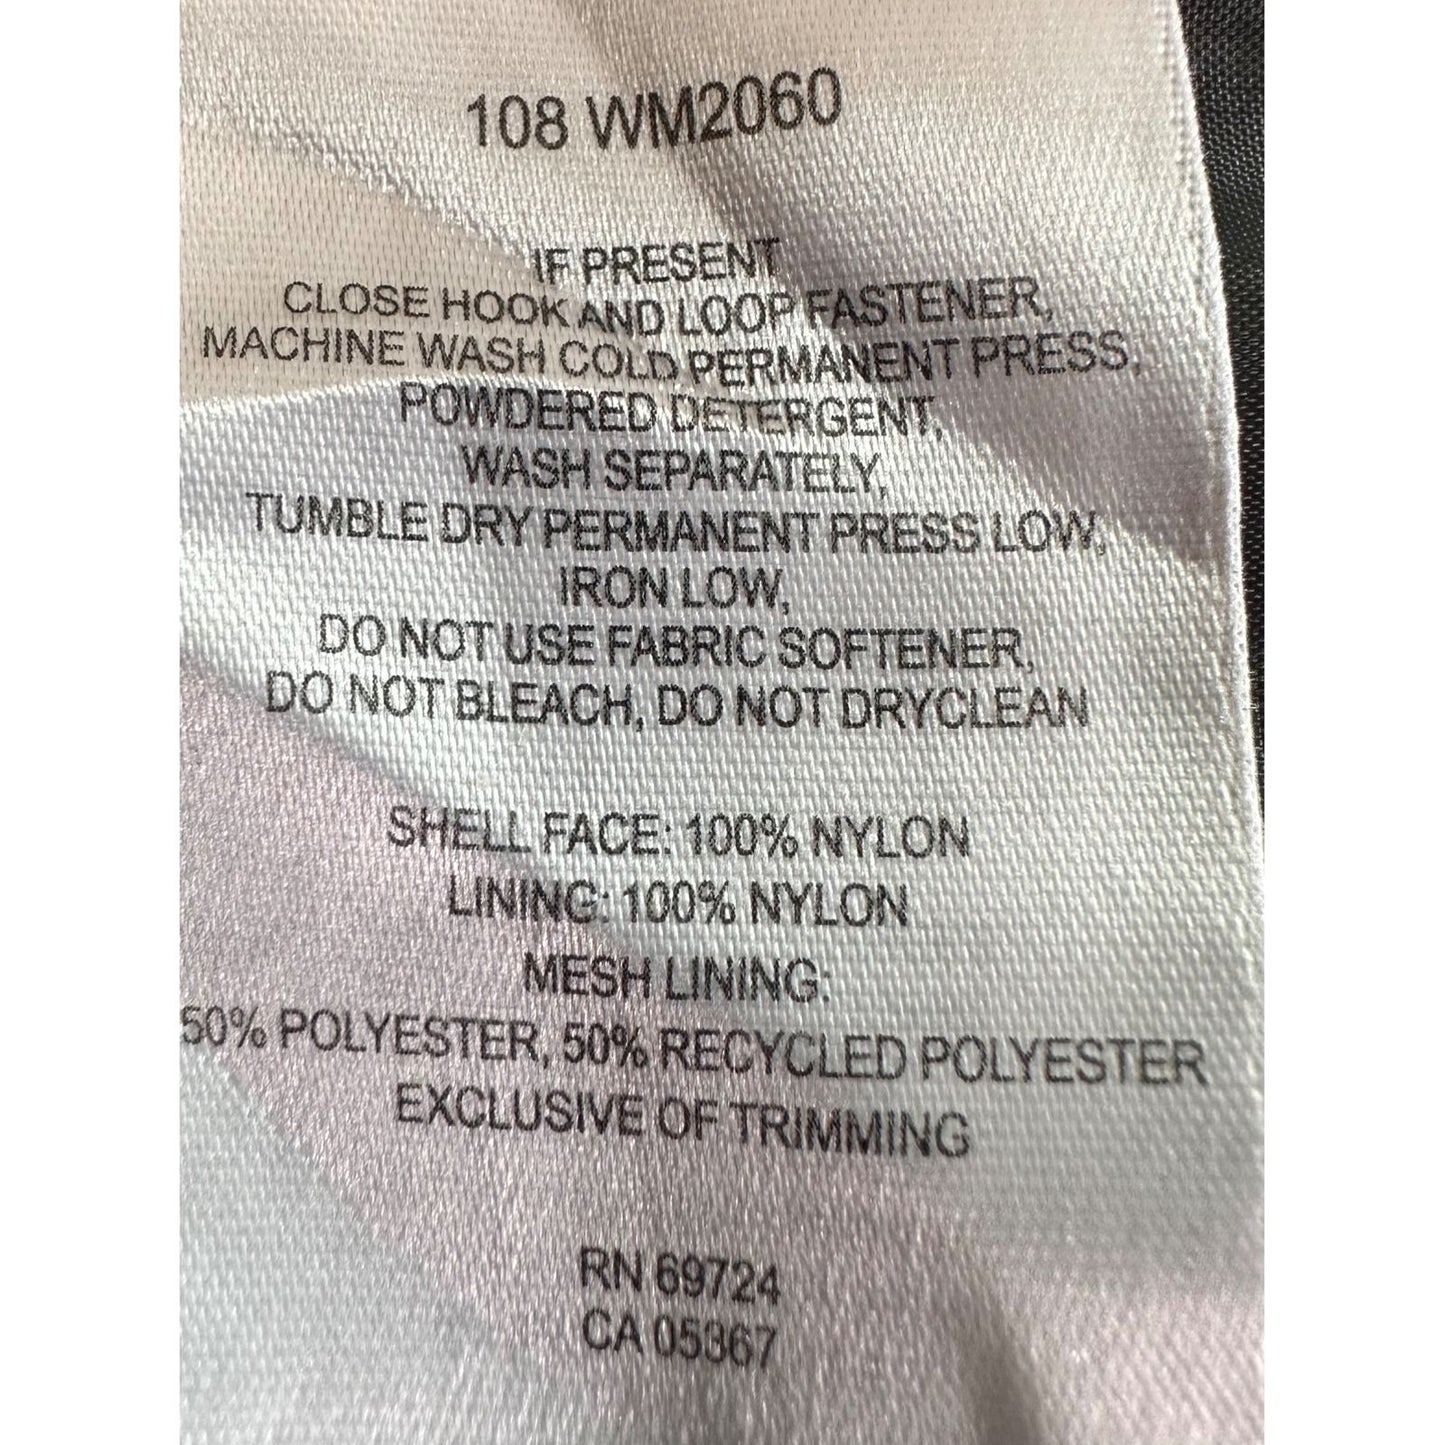 108 WM2060
IF PRESENT
CLOSE HOOK AND LOOP FASTENER,
MACHINE WASH COLD PERMANENT PRESS,
POWDERED DETERGENT,
WASH SEPARATELY,
TUMBLE DRY PERMANENT PRESS LOW,
IRON LOW,
DO NOT USE FABRIC SOFTENER,
DO NOT BLEACH, DO NOT DRYCLEAN
SHELL FACE: 100% NYLON
LINING: 100% NYLON
MESH LINING:
50% POLYESTER, 50% RECYCLED POLYESTER
EXCLUSIVE OF TRIMMING
RN 69724
CA 05367